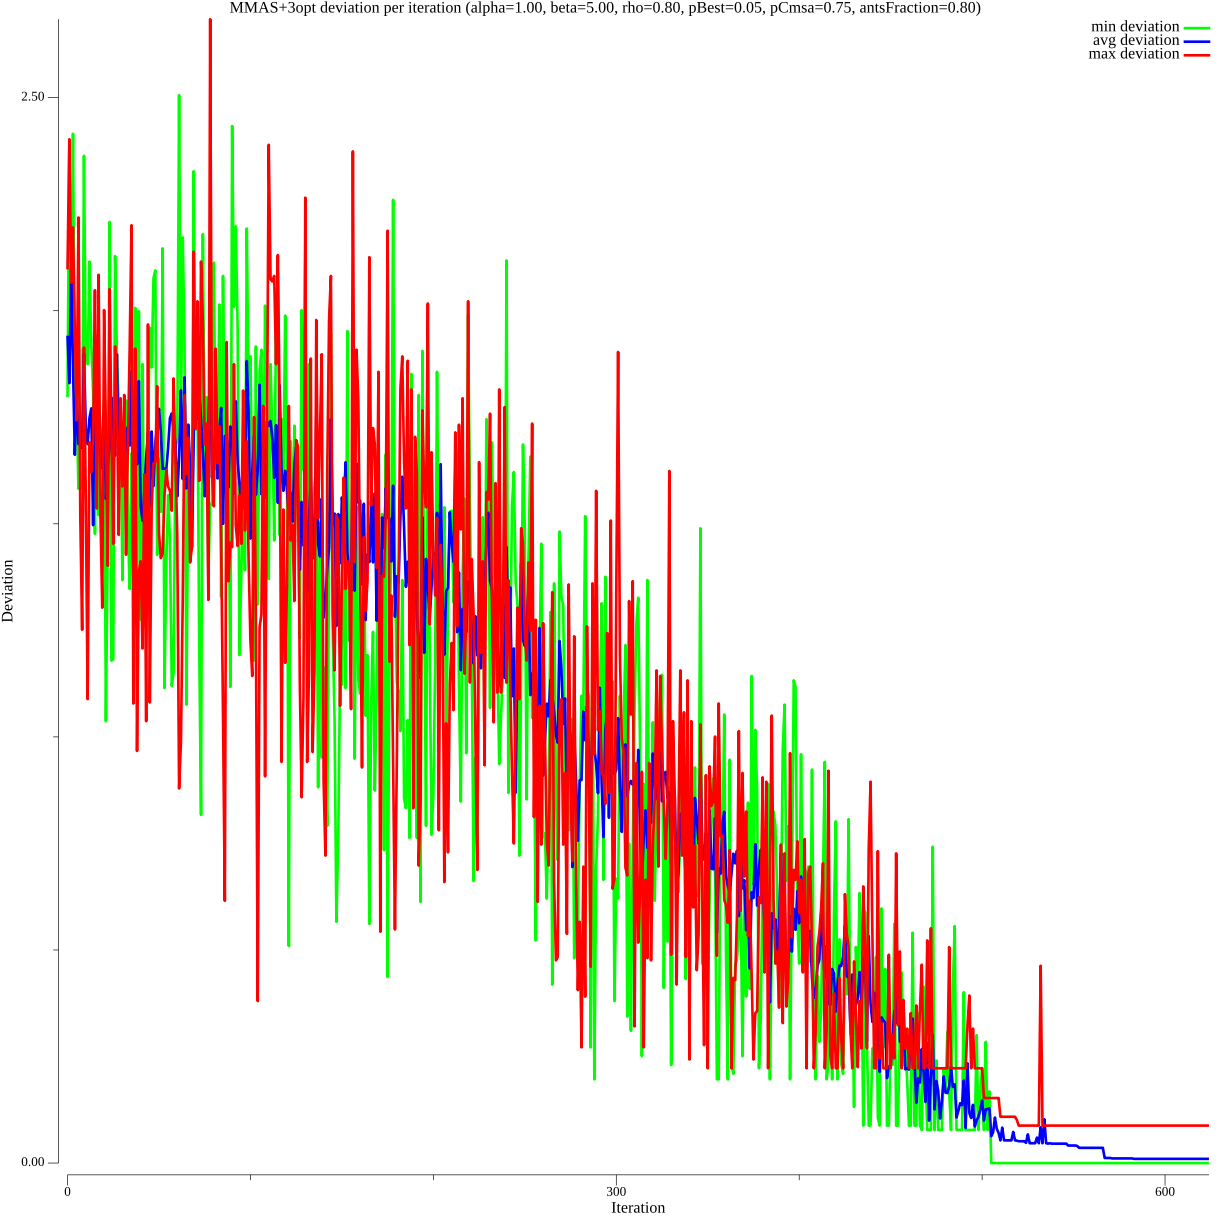 MMAS+3opt deviation per iteration (alpha=1.00, beta=5.00, rho=0.80, pBest=0.05, pCmsa=0.75, antsFraction=0.80)
min deviation
avg deviation
max deviation
2.50
Deviation
0.00
0
300
600
Iteration